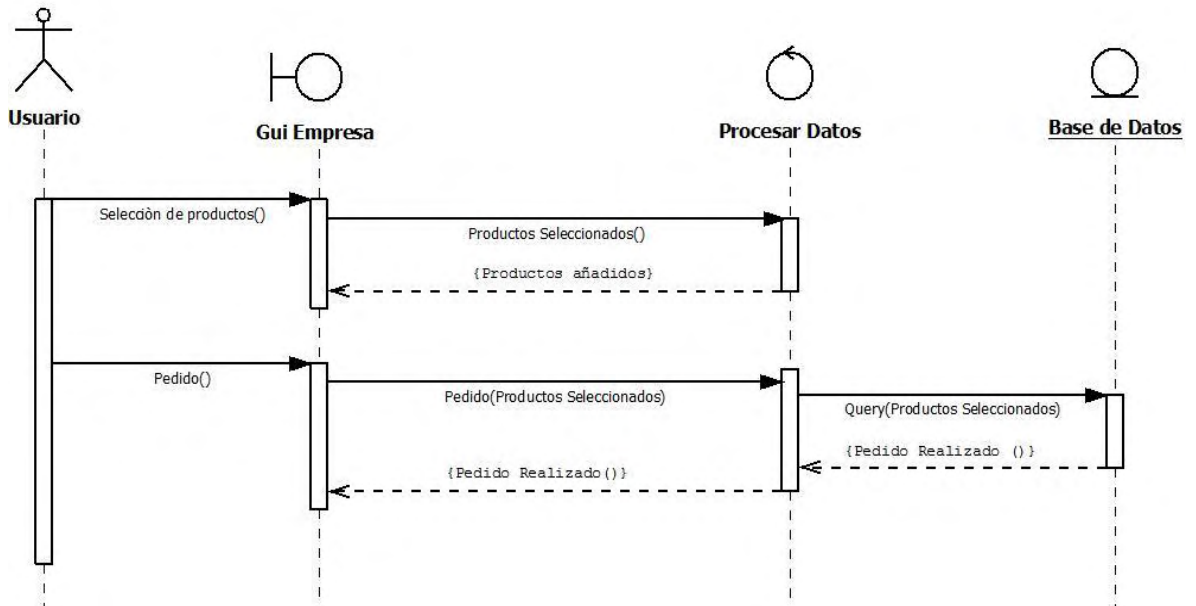 Usuario
Gui Empresa
Procesar Datos
Base de Datos
Selecciòn de productos()
Productos Seleccionados()
{Productos añadidos}
Pedido()
Pedido(Productos Seleccionados)
Query(Productos Seleccionados)
{Pedido Realizado ()}
{Pedido Realizado()}